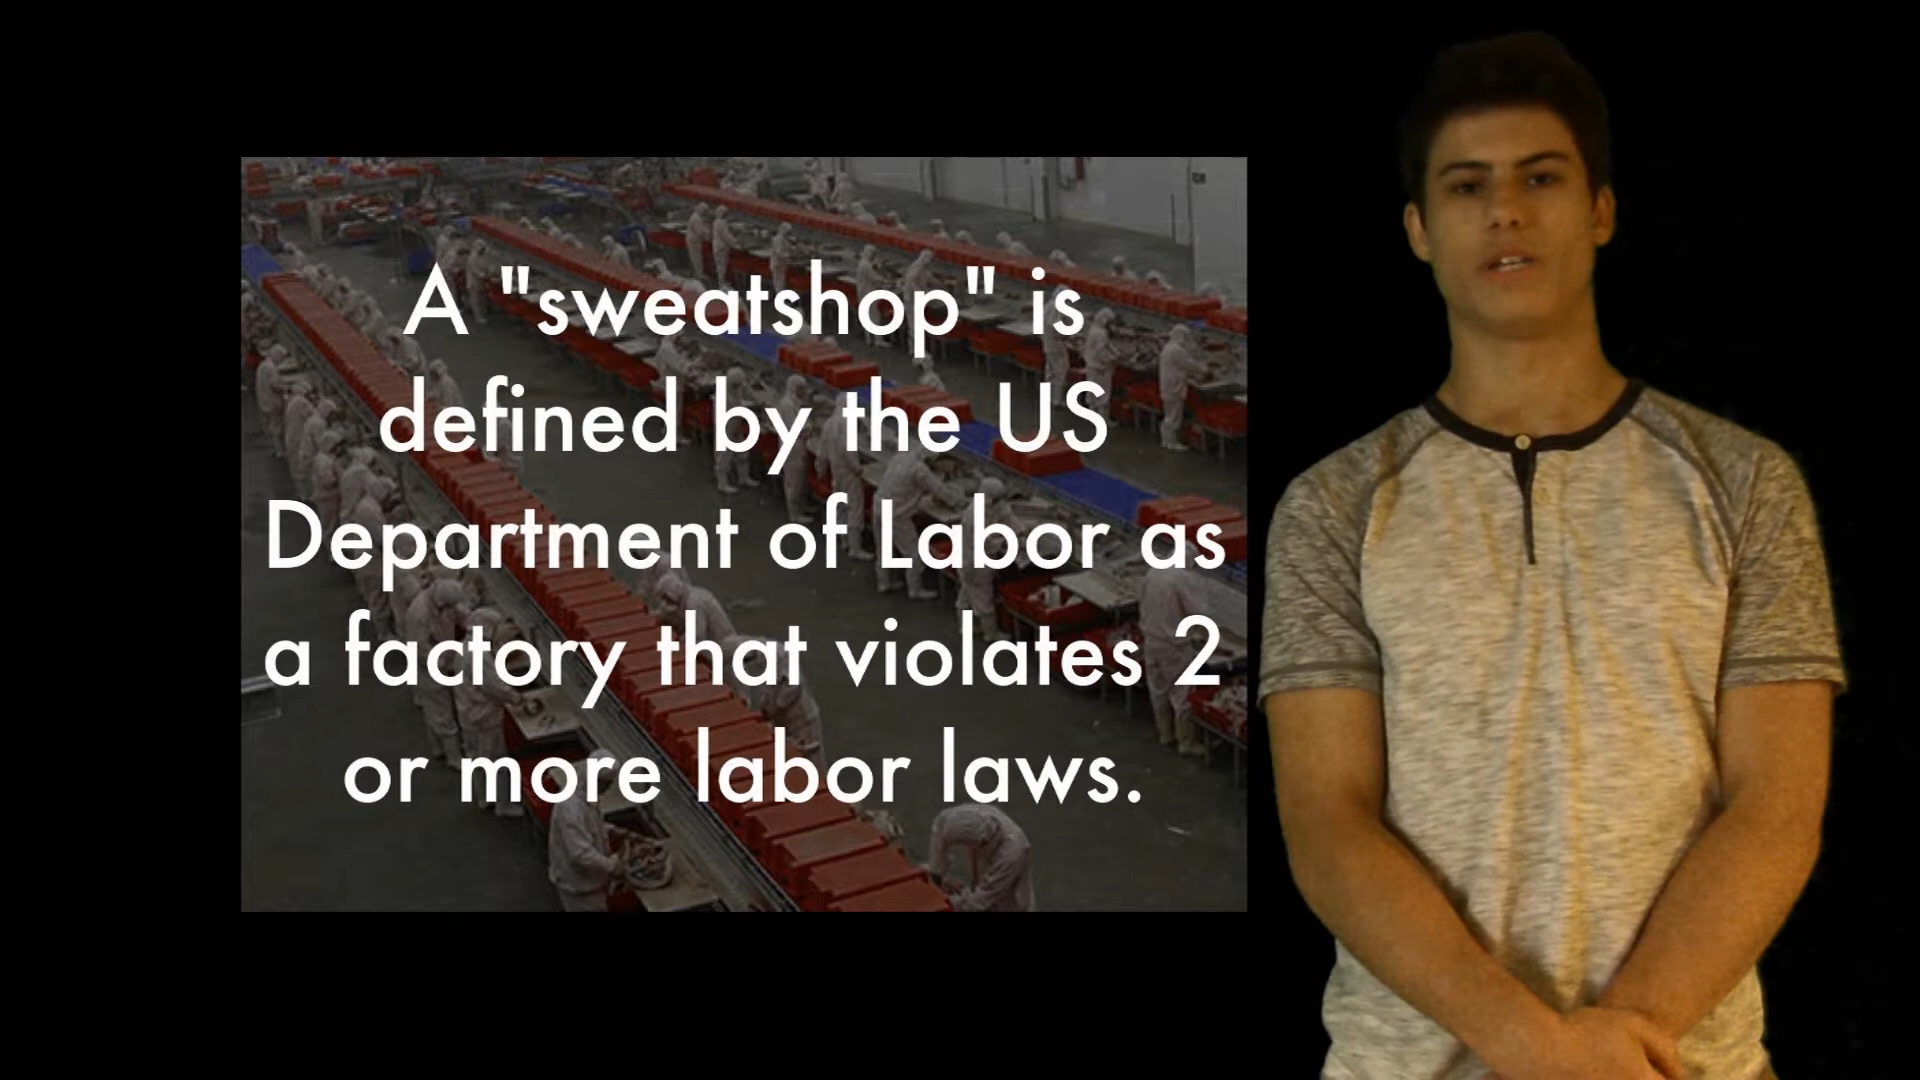 A "sweatshop" is
defined by the US
Department of Labor as
a factory that violates 2
or more labor laws.